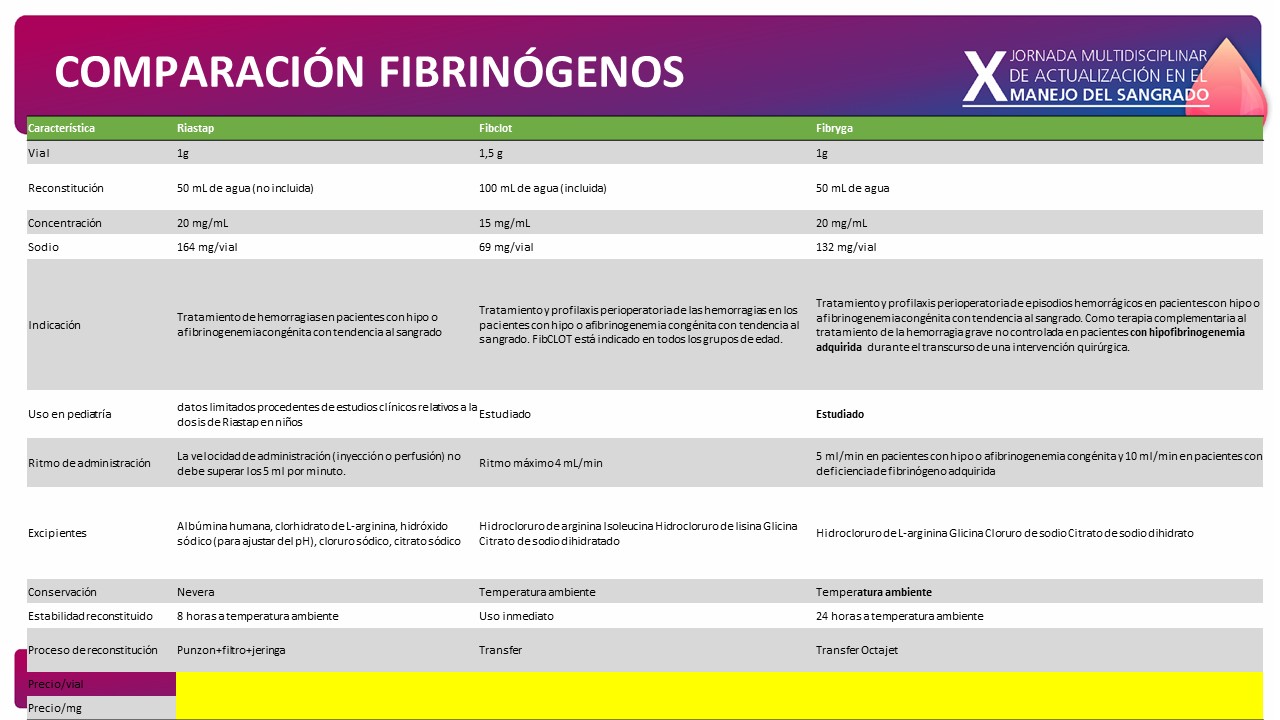 COMPARACIÓN FIBRINÓGENOS
X JORNADA MULTIDISCIPLINAR
DE ACTUALIZACIÓN EN EL
MANEJO DEL SANGRADO
Característica Riastap Fibclot Fibryga
Vial 1g 1,5 g 1g
Reconstitución 50 mL de agua (no incluida) 100 mL de agua (incluida) 50 mL de agua
Concentración 20 mg/mL 15 mg/mL 20 mg/mL
Sodio 164 mg/vial 69 mg/vial 132 mg/vial
Indicación
Tratamiento de hemorragias en pacientes con hipo o
afibrinogenemia congénita con tendencia al sangrado
Tratamiento y profilaxis perioperatoria de las hemorragias en los
pacientes con hipo o afibrinogenemia congénita con tendencia al
sangrado. FibCLOT está indicado en todos los grupos de edad.
Tratamiento y profilaxis perioperatoria de episodios hemorrágicos en pacientes con hipo o
afibrinogenemia congénita con tendencia al sangrado. Como terapia complementaria al
tratamiento de la hemorragia grave no controlada en pacientes con hipofibrinogenemia
adquirida durante el transcurso de una intervención quirúrgica.
Uso en pediatría
datos limitados procedentes de estudios clínicos relativos a la
dosis de Riastap en niños
Estudiado
Estudiado
Ritmo de administración
La velocidad de administración (inyección o perfusión) no
debe superar los 5 ml por minuto.
Ritmo máximo 4 mL/min
5 ml/min en pacientes con hipo o afibrinogenemia congénita y 10 ml/min en pacientes con
deficiencia de fibrinógeno adquirida
Excipientes
Albúmina humana, clorhidrato de L-arginina, hidróxido
sódico (para ajustar del pH), cloruro sódico, citrato sódico
Hidrocloruro de arginina Isoleucina Hidrocloruro de lisina Glicina
Citrato de sodio dihidratado
Hidrocloruro de L-arginina Glicina Cloruro de sodio Citrato de sodio dihidrato
Conservación Nevera Temperatura ambiente Temperatura ambiente
Estabilidad reconstituido 8 horas a temperatura ambiente Uso inmediato 24 horas a temperatura ambiente
Proceso de reconstitución Punzon+filtro+jeringa Transfer Transfer Octajet
Precio/vial
Precio/mg